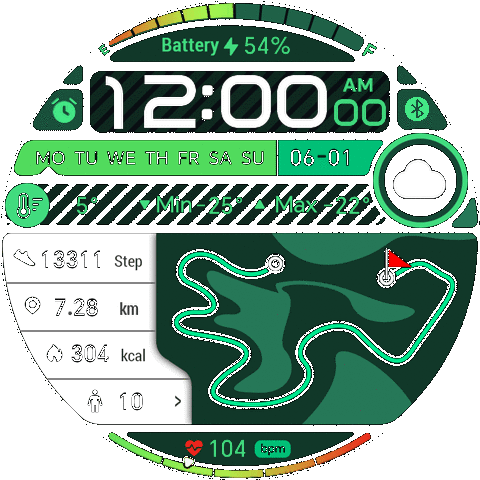 E F
Battery 54%
12:00 AM 00
MO TU WE TH FR SA SU 06-01
5° Min -25° Max -22°
13311 Step
7.28 km
304 kcal
10 >
104 bpm